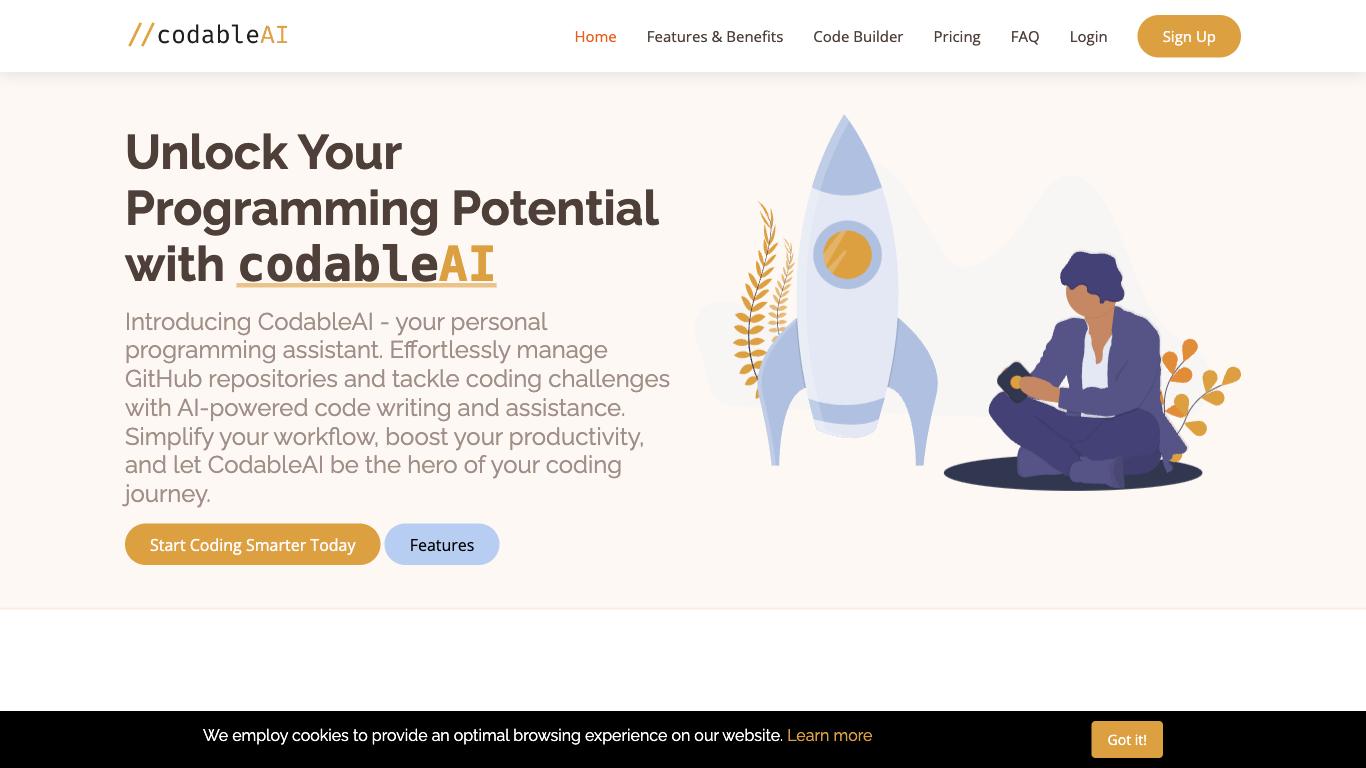 //codableAI
Home Features & Benefits Code Builder Pricing FAQ Login Sign Up
Unlock Your
Programming Potential
with codableAI
Introducing CodableAI - your personal
programming assistant. Effortlessly manage
GitHub repositories and tackle coding challenges
with AI-powered code writing and assistance.
Simplify your workflow, boost your productivity,
and let CodableAI be the hero of your coding
journey.
Start Coding Smarter Today Features
We employ cookies to provide an optimal browsing experience on our website. Learn more Got it!